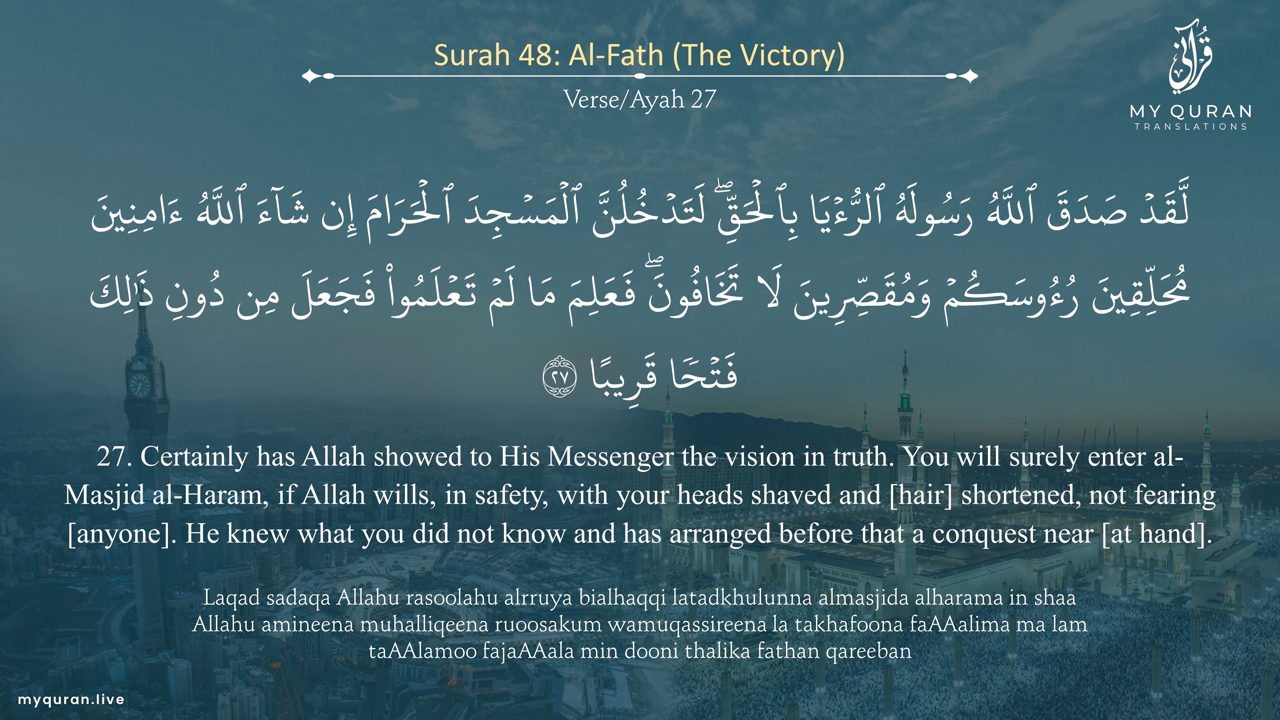 Surah 48: Al-Fath (The Victory)
Verse/Ayah 27
قُرْآنِي
MY QURAN
TRANSLATIONS
لَّقَدْ صَدَقَ ٱللَّهُ رَسُولَهُ ٱلرُّءْيَا بِٱلْحَقِّ ۖ لَتَدْخُلُنَّ ٱلْمَسْجِدَ ٱلْحَرَامَ إِن شَآءَ ٱللَّهُ ءَامِنِينَ
مُحَلِّقِينَ رُءُوسَكُمْ وَمُقَصِّرِينَ لَا تَخَافُونَ ۖ فَعَلِمَ مَا لَمْ تَعْلَمُوا۟ فَجَعَلَ مِن دُونِ ذَٰلِكَ
فَتْحًا قَرِيبًا ٢٧
27. Certainly has Allah showed to His Messenger the vision in truth. You will surely enter al-
Masjid al-Haram, if Allah wills, in safety, with your heads shaved and [hair] shortened, not fearing
[anyone]. He knew what you did not know and has arranged before that a conquest near [at hand].
Laqad sadaqa Allahu rasoolahu alrruya bialhaqqi latadkhulunna almasjida alharama in shaa
Allahu amineena muhalliqeena ruoosakum wamuqassireena la takhafoona faAAalima ma lam
taAAlamoo fajaAAala min dooni thalika fathan qareeban
myquran.live